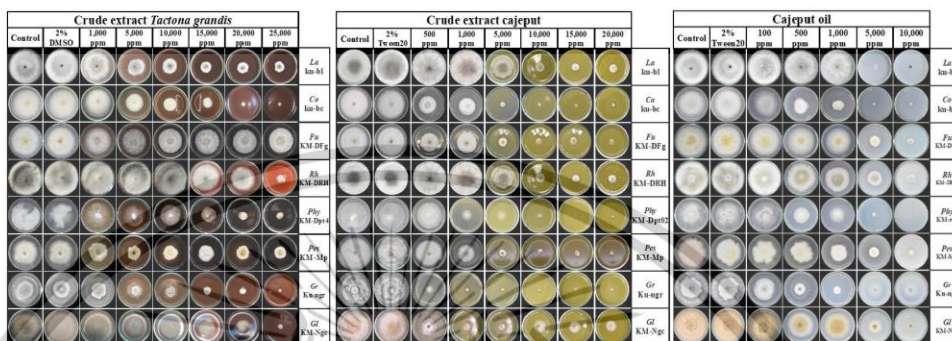 Crude extract Tactona grandis
Control 2% DMSO 1,000 ppm 5,000 ppm 10,000 ppm 15,000 ppm 20,000 ppm 25,000 ppm
La ku-bl
Co ku-bc
Fu KM-DFg
Rh KM-DRH
Phy KM-Dpt4
Pes KM-Mp
Gr Ku-ngr
Gl KM-Nge
Crude extract cajeput
Control 2% Tween20 500 ppm 1,000 ppm 5,000 ppm 10,000 ppm 15,000 ppm 20,000 ppm
La ku-bl
Co ku-bc
Fu KM-DFg
Rh KM-DRH
Phy KM-Dpt02
Pes KM-Mp
Gr Ku-ngr
Gl KM-Ngc
Cajeput oil
Control 2% Tween20 100 ppm 500 ppm 1,000 ppm 5,000 ppm 10,000 ppm
La
Co
Fu
Rh
Phy
Pes
Gr
Gl